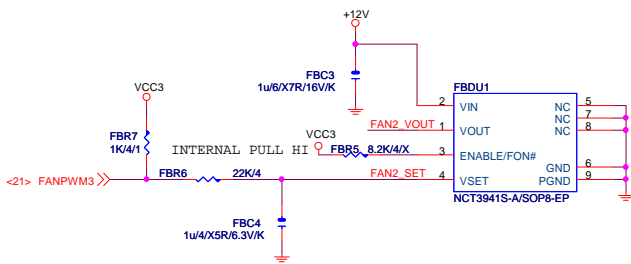 +12V
FBC3
1u/6/X7R/16V/K
VCC3
FBR7
1K/4/1
INTERNAL PULL HI
VCC3
FBR5 8.2K/4/X
<21> FANPWM3
FBR6 22K/4
FBC4
1u/4/X5R/6.3V/K
FAN2_VOUT
FAN2_SET
FBDU1
2 VIN NC 5
NC 7
1 VOUT NC 8
3 ENABLE/FON#
GND 6
4 VSET PGND 9
NCT3941S-A/SOP8-EP